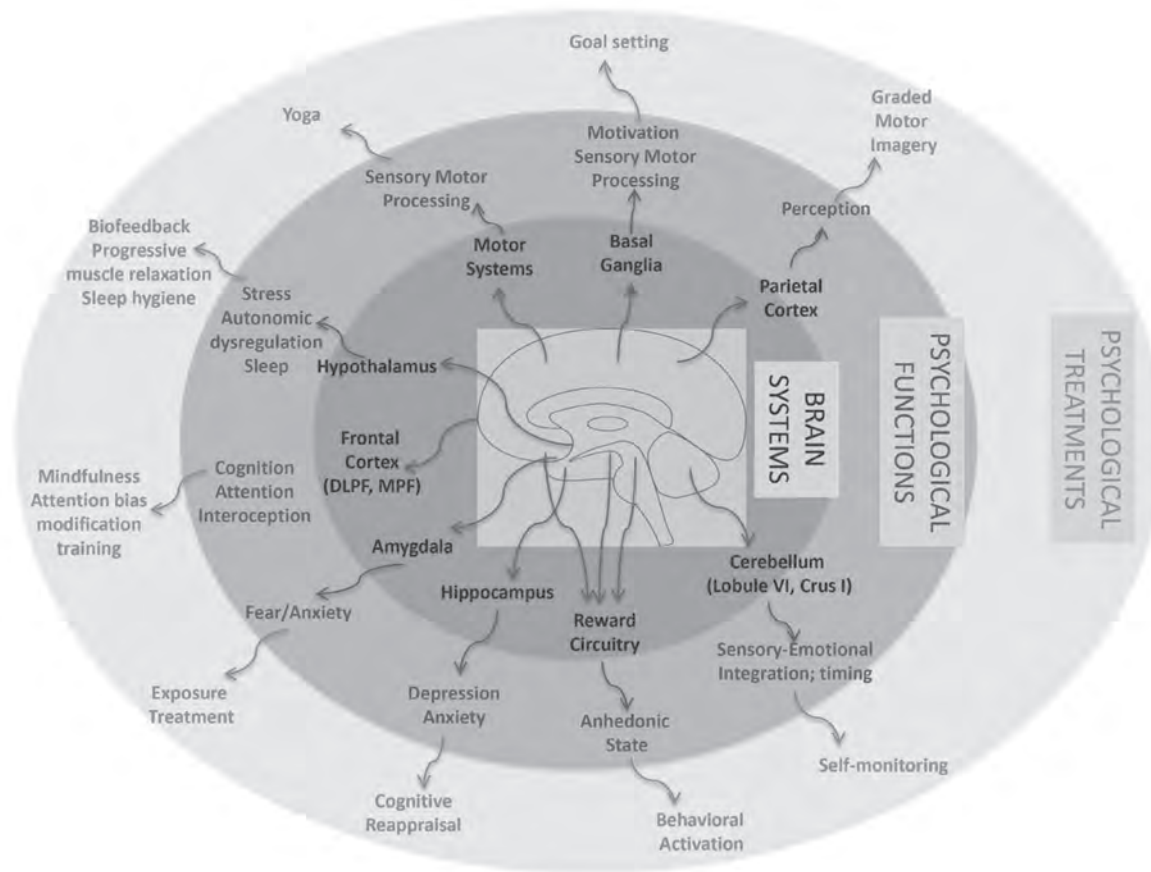 Goal setting
Graded
Motor
Imagery
Yoga
Motivation
Sensory Motor
Processing
Sensory Motor
Processing
Perception
Biofeedback
Progressive
muscle relaxation
Sleep hygiene
Motor
Systems
Basal
Ganglia
Parietal
Cortex
Stress
Autonomic
dysregulation
Sleep
Hypothalamus
BRAIN
SYSTEMS
PSYCHOLOGICAL
FUNCTIONS
PSYCHOLOGICAL
TREATMENTS
Frontal
Cortex
(DLPF, MPF)
Cognition
Attention
Interoception
Mindfulness
Attention bias
modification
training
Amygdala
Hippocampus
Cerebellum
(Lobule VI, Crus I)
Fear/Anxiety
Reward
Circuitry
Sensory-Emotional
Integration; timing
Exposure
Treatment
Depression
Anxiety
Anhedonic
State
Self-monitoring
Cognitive
Reappraisal
Behavioral
Activation